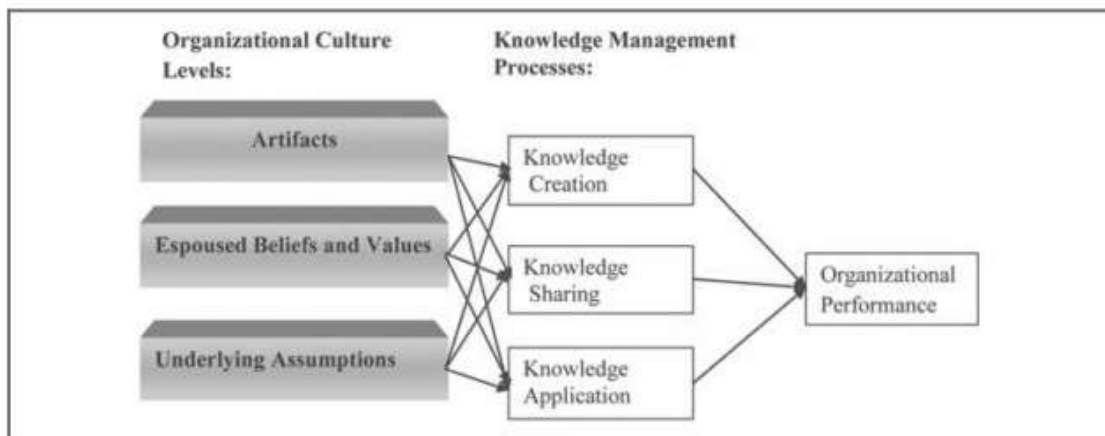 Organizational Culture
Levels:
Knowledge Management
Processes:
Artifacts
Espoused Beliefs and Values
Underlying Assumptions
Knowledge
Creation
Knowledge
Sharing
Knowledge
Application
Organizational
Performance